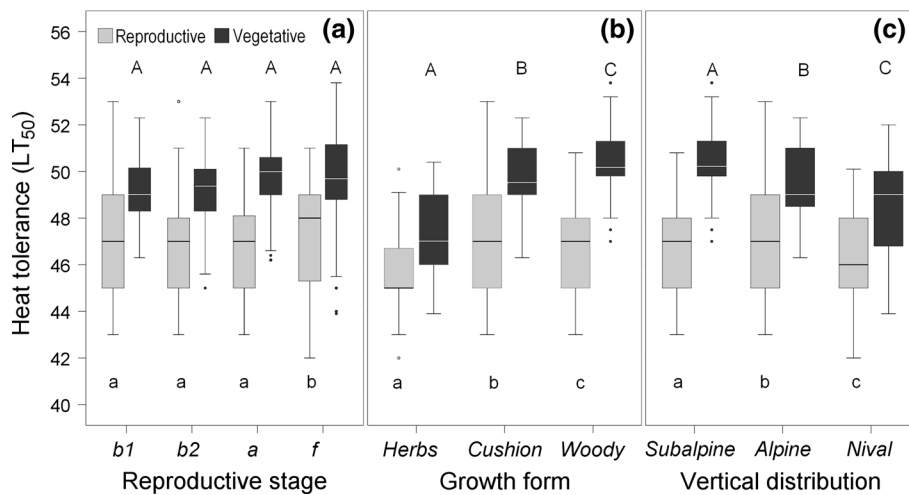 Reproductive Vegetative (a) (b) (c)
56
54
52
50
48
46
44
42
40
Heat tolerance (LT50)
A A A A A B C A B C
a a a b a b c a b c
b1 b2 a f Herbs Cushion Woody Subalpine Alpine Nival
Reproductive stage Growth form Vertical distribution